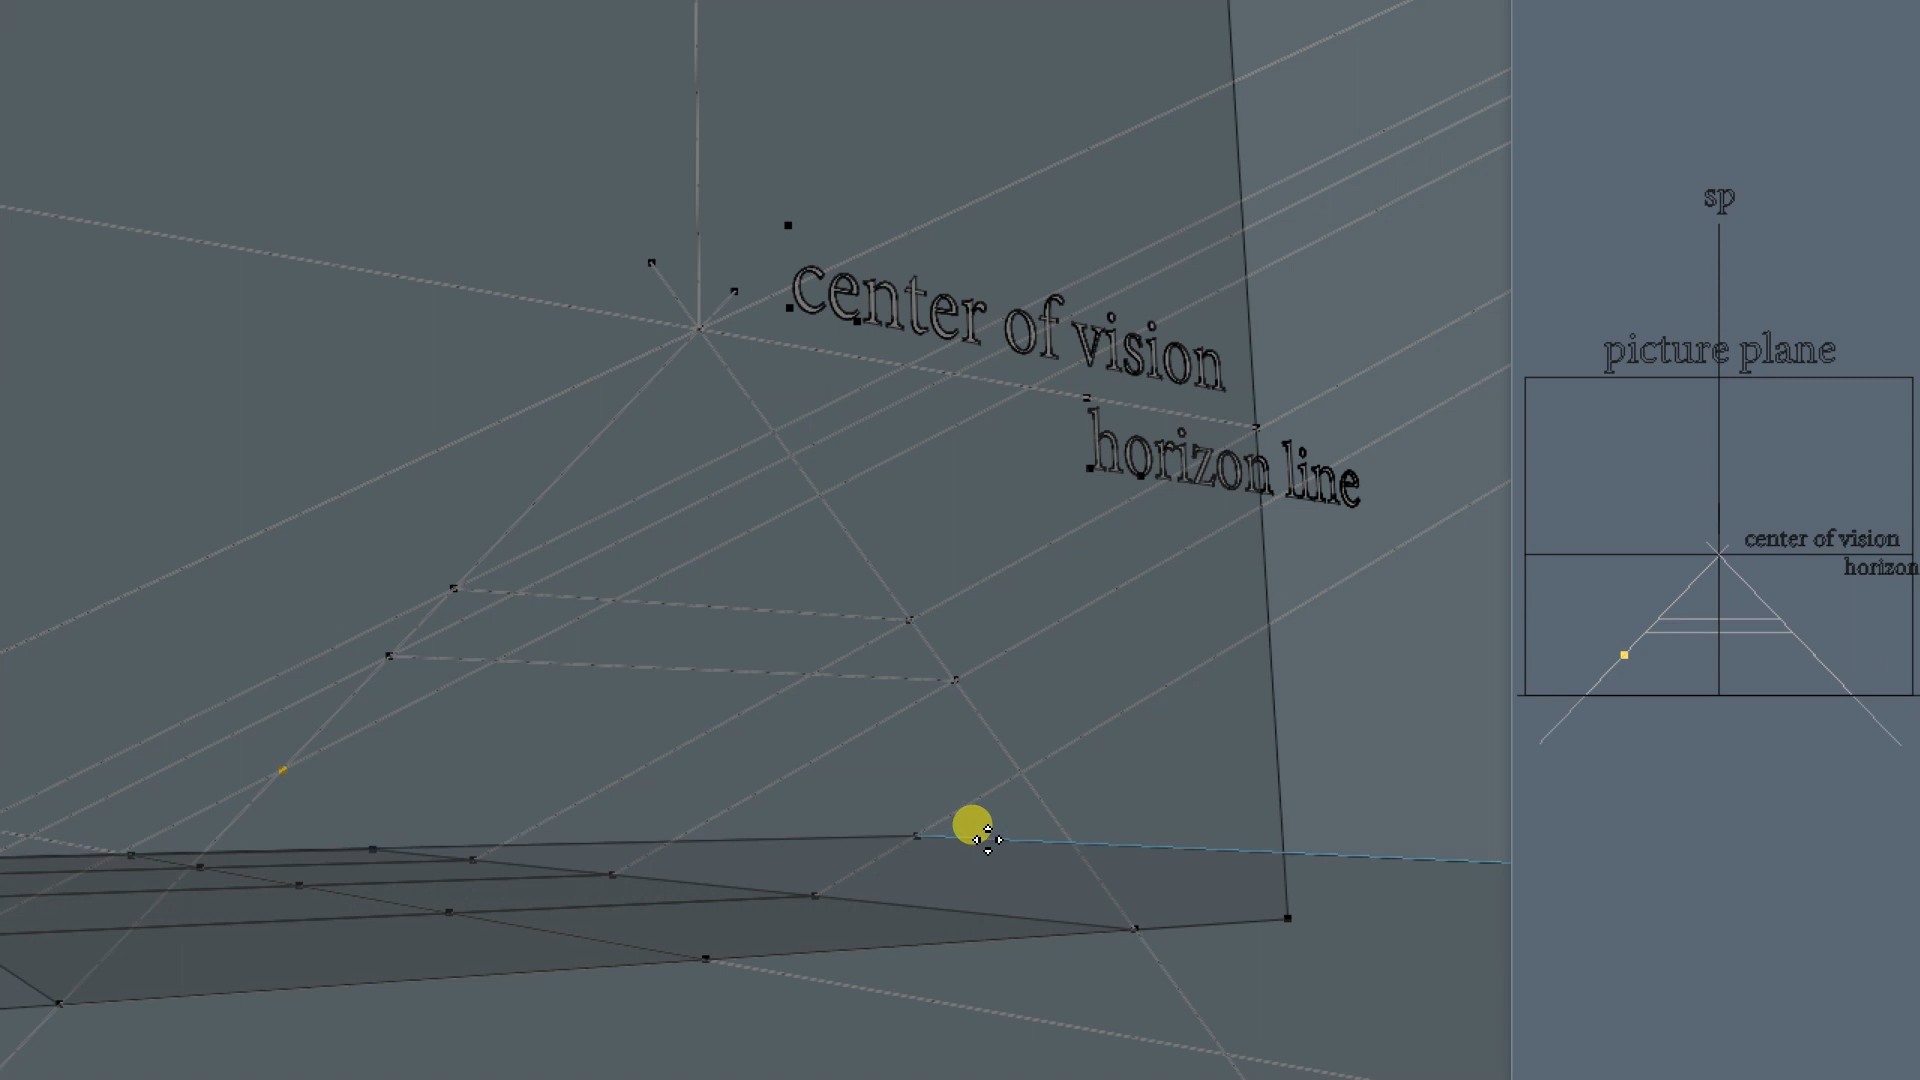 center of vision
horizon line
sp
picture plane
center of vision
horizon